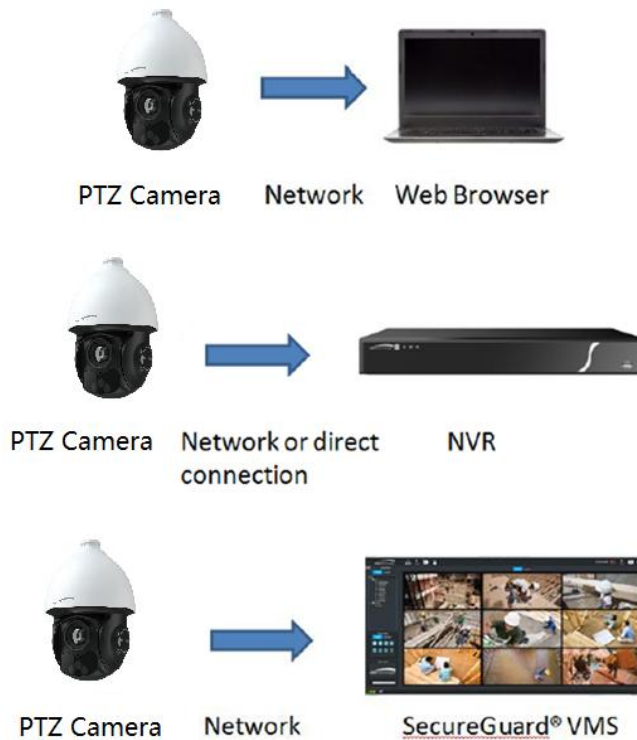 PTZ Camera Network Web Browser
PTZ Camera Network or direct NVR
connection
PTZ Camera Network SecureGuard® VMS